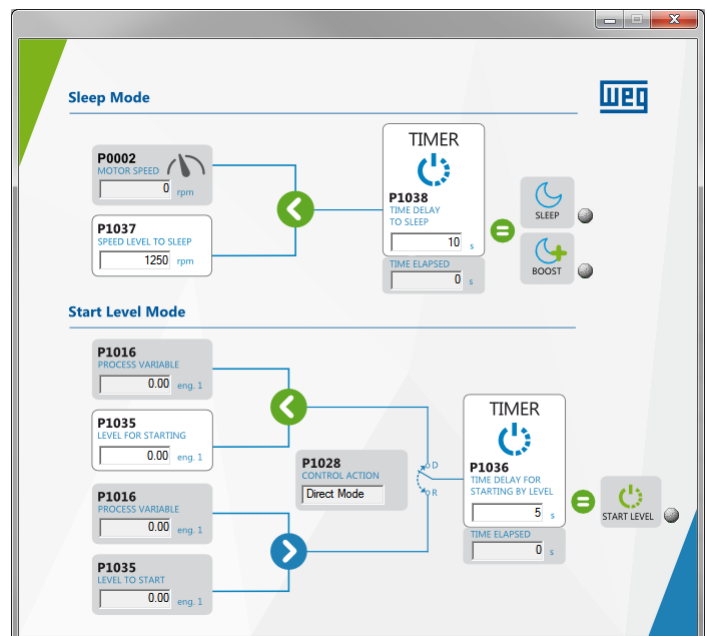 Sleep Mode
WEG
P0002
MOTOR SPEED
0 rpm
P1037
SPEED LEVEL TO SLEEP
1250 rpm
TIMER
P1038
TIME DELAY
TO SLEEP
10 s
TIME ELAPSED
0 s
SLEEP
BOOST
Start Level Mode
P1016
PROCESS VARIABLE
0.00 eng. 1
P1035
LEVEL FOR STARTING
0.00 eng. 1
P1016
PROCESS VARIABLE
0.00 eng. 1
P1035
LEVEL TO START
0.00 eng. 1
P1028
CONTROL ACTION
Direct Mode
D
R
TIMER
P1036
TIME DELAY FOR
STARTING BY LEVEL
5 s
TIME ELAPSED
0 s
START LEVEL